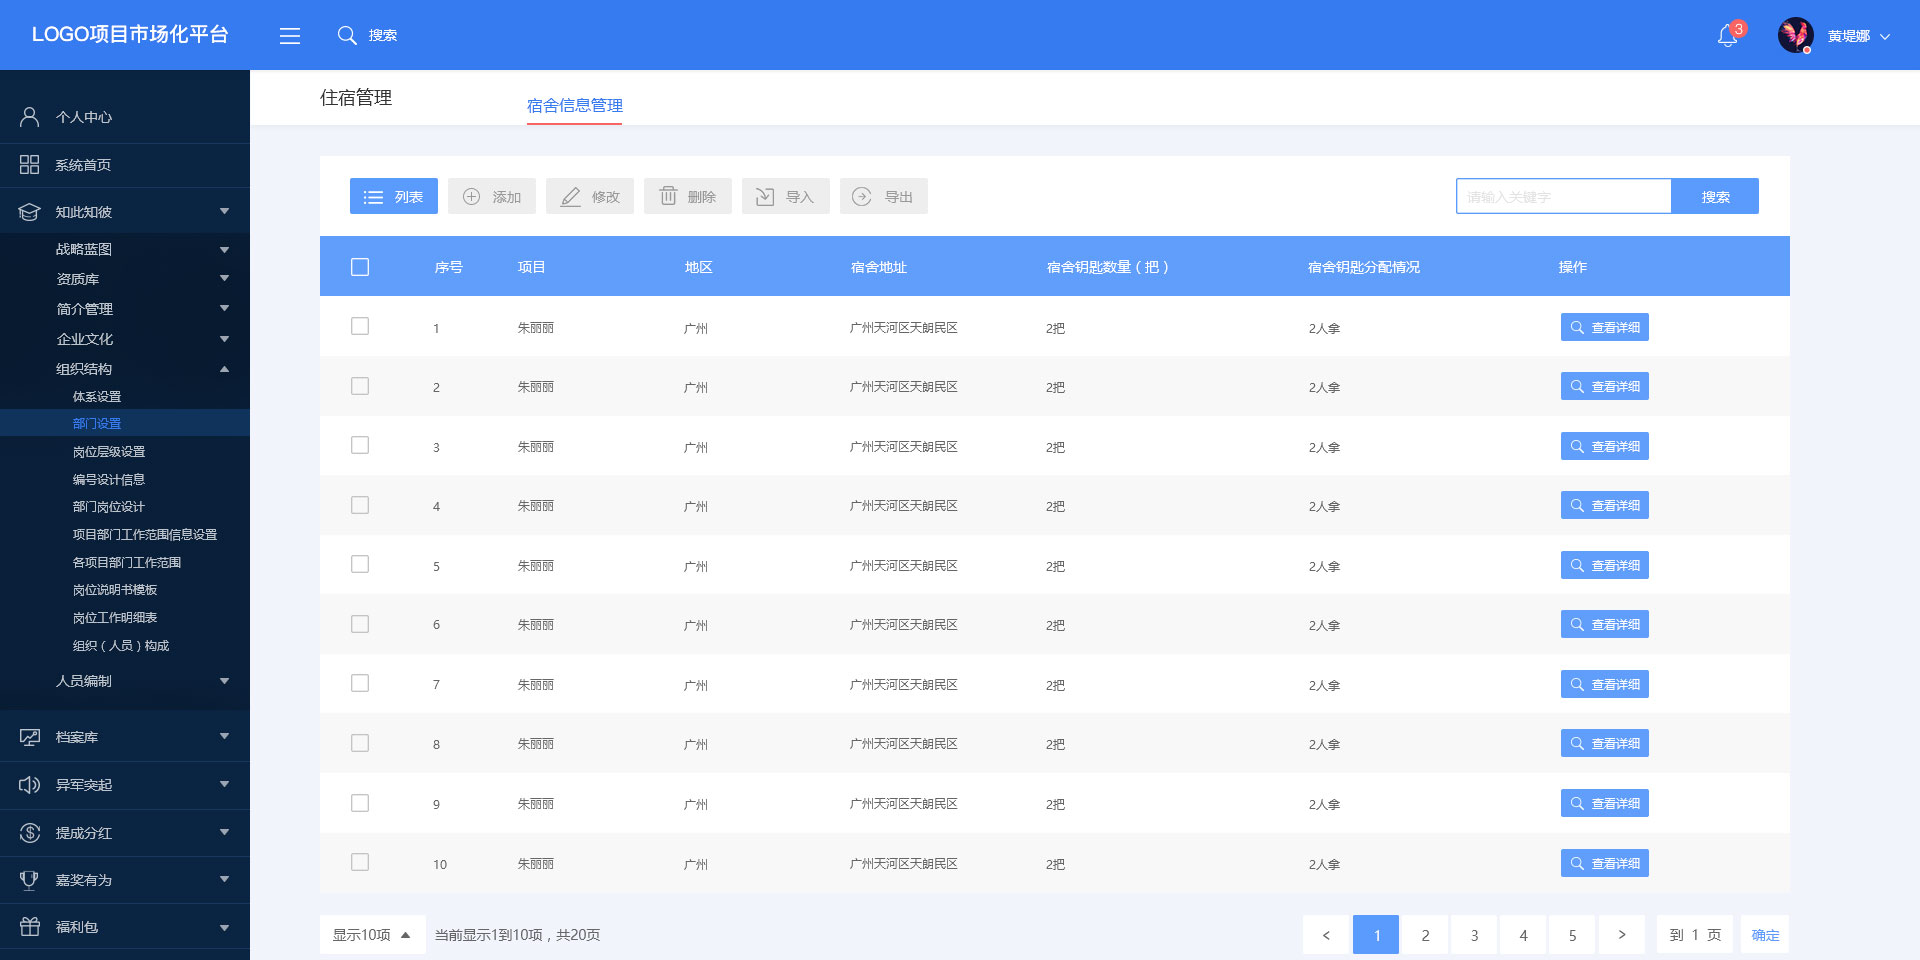 LOGO项目市场化平台
搜索
3
黄堤娜
个人中心
系统首页
知此知彼
战略蓝图
资质库
简介管理
企业文化
组织结构
体系设置
部门设置
岗位层级设置
编号设计信息
部门岗位设计
项目部门工作范围信息设置
各项目部门工作范围
岗位说明书模板
岗位工作明细表
组织（人员）构成
人员编制
档案库
异军突起
提成分红
嘉奖有为
福利包
住宿管理
宿舍信息管理
列表 添加 修改 删除 导入 导出
请输入关键字 搜索
序号 项目 地区 宿舍地址 宿舍钥匙数量（把） 宿舍钥匙分配情况 操作
1 朱丽丽 广州 广州天河区天朗民区 2把 2人拿 查看详细
2 朱丽丽 广州 广州天河区天朗民区 2把 2人拿 查看详细
3 朱丽丽 广州 广州天河区天朗民区 2把 2人拿 查看详细
4 朱丽丽 广州 广州天河区天朗民区 2把 2人拿 查看详细
5 朱丽丽 广州 广州天河区天朗民区 2把 2人拿 查看详细
6 朱丽丽 广州 广州天河区天朗民区 2把 2人拿 查看详细
7 朱丽丽 广州 广州天河区天朗民区 2把 2人拿 查看详细
8 朱丽丽 广州 广州天河区天朗民区 2把 2人拿 查看详细
9 朱丽丽 广州 广州天河区天朗民区 2把 2人拿 查看详细
10 朱丽丽 广州 广州天河区天朗民区 2把 2人拿 查看详细
显示10项 当前显示1到10项，共20页
< 1 2 3 4 5 > 到 1 页 确定